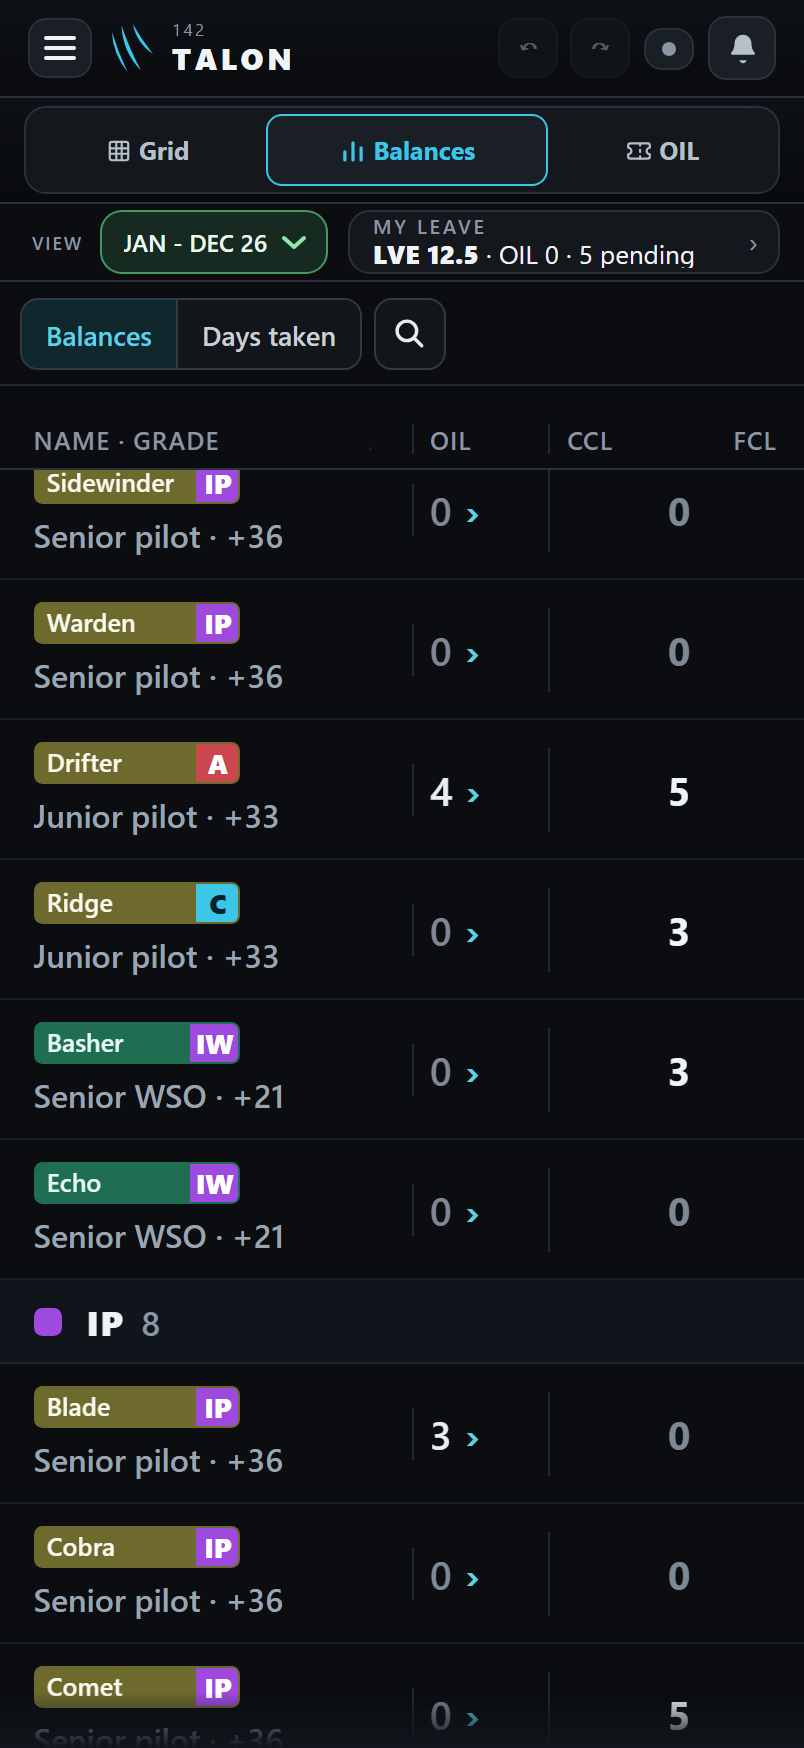 142
TALON
Grid
Balances
OIL
VIEW
JAN - DEC 26
MY LEAVE
LVE 12.5 · OIL 0 · 5 pending ›
Balances
Days taken
NAME · GRADE OIL CCL FCL
Sidewinder IP
0 › 0
Senior pilot · +36
Warden IP
0 › 0
Senior pilot · +36
Drifter A
4 › 5
Junior pilot · +33
Ridge C
0 › 3
Junior pilot · +33
Basher IW
0 › 3
Senior WSO · +21
Echo IW
0 › 0
Senior WSO · +21
IP 8
Blade IP
3 › 0
Senior pilot · +36
Cobra IP
0 › 0
Senior pilot · +36
Comet IP
0 › 5
Senior pilot · +36